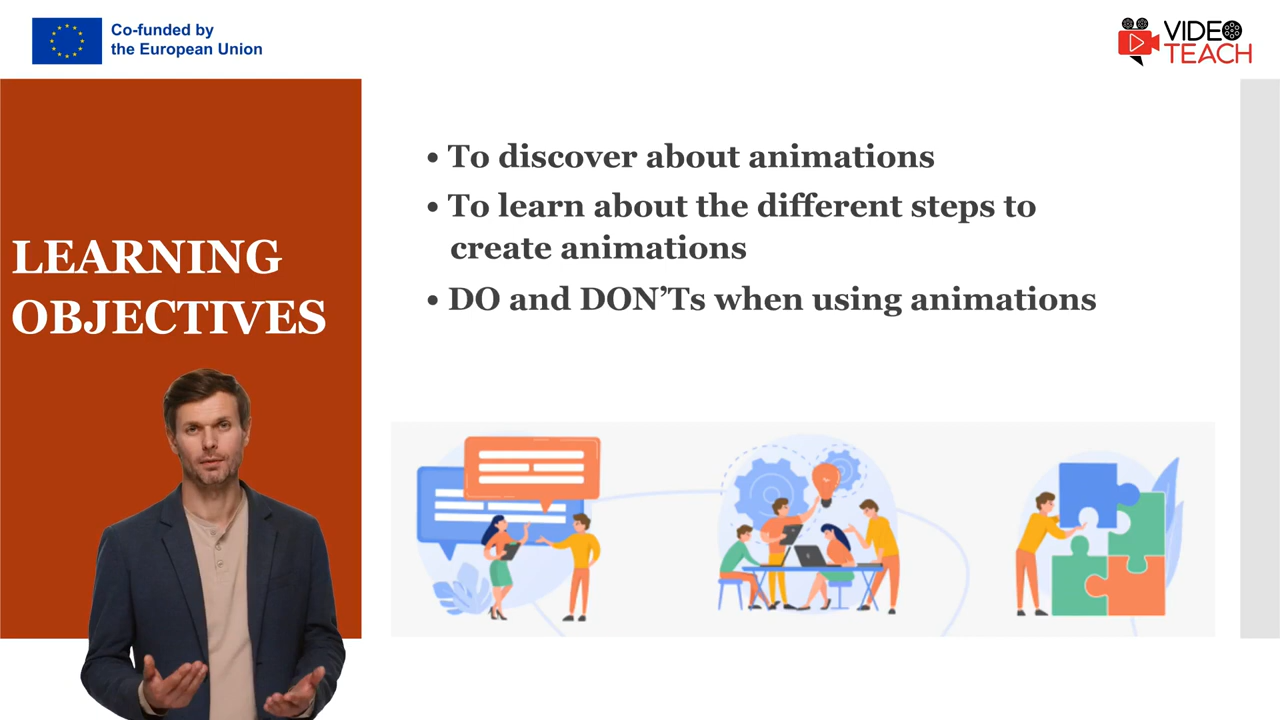 Co-funded by
the European Union
VIDEO
TEACH
LEARNING
OBJECTIVES
• To discover about animations
• To learn about the different steps to
create animations
• DO and DON’Ts when using animations